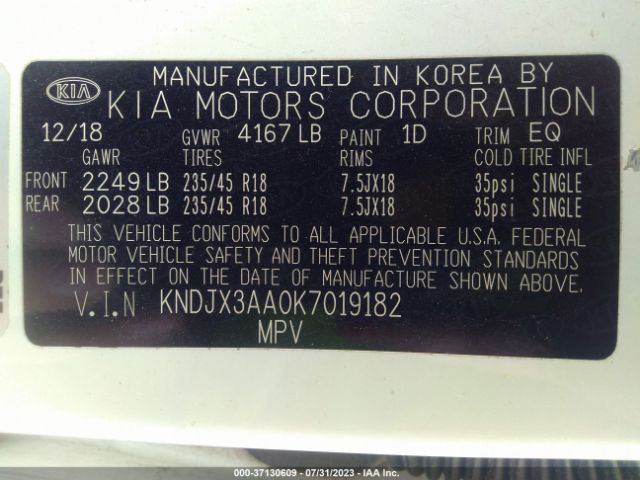 KIA
MANUFACTURED IN KOREA BY
KIA MOTORS CORPORATION
12/18 GVWR 4167 LB PAINT 1D TRIM EQ
GAWR TIRES RIMS COLD TIRE INFL
FRONT 2249 LB 235/45 R18 7.5JX18 35psi SINGLE
REAR 2028 LB 235/45 R18 7.5JX18 35psi SINGLE
THIS VEHICLE CONFORMS TO ALL APPLICABLE U.S.A. FEDERAL
MOTOR VEHICLE SAFETY AND THEFT PREVENTION STANDARDS
IN EFFECT ON THE DATE OF MANUFACTURE SHOWN ABOVE.
V.I.N KNDJX3AA0K7019182
MPV
000-37130609 - 07/31/2023 - IAA Inc.